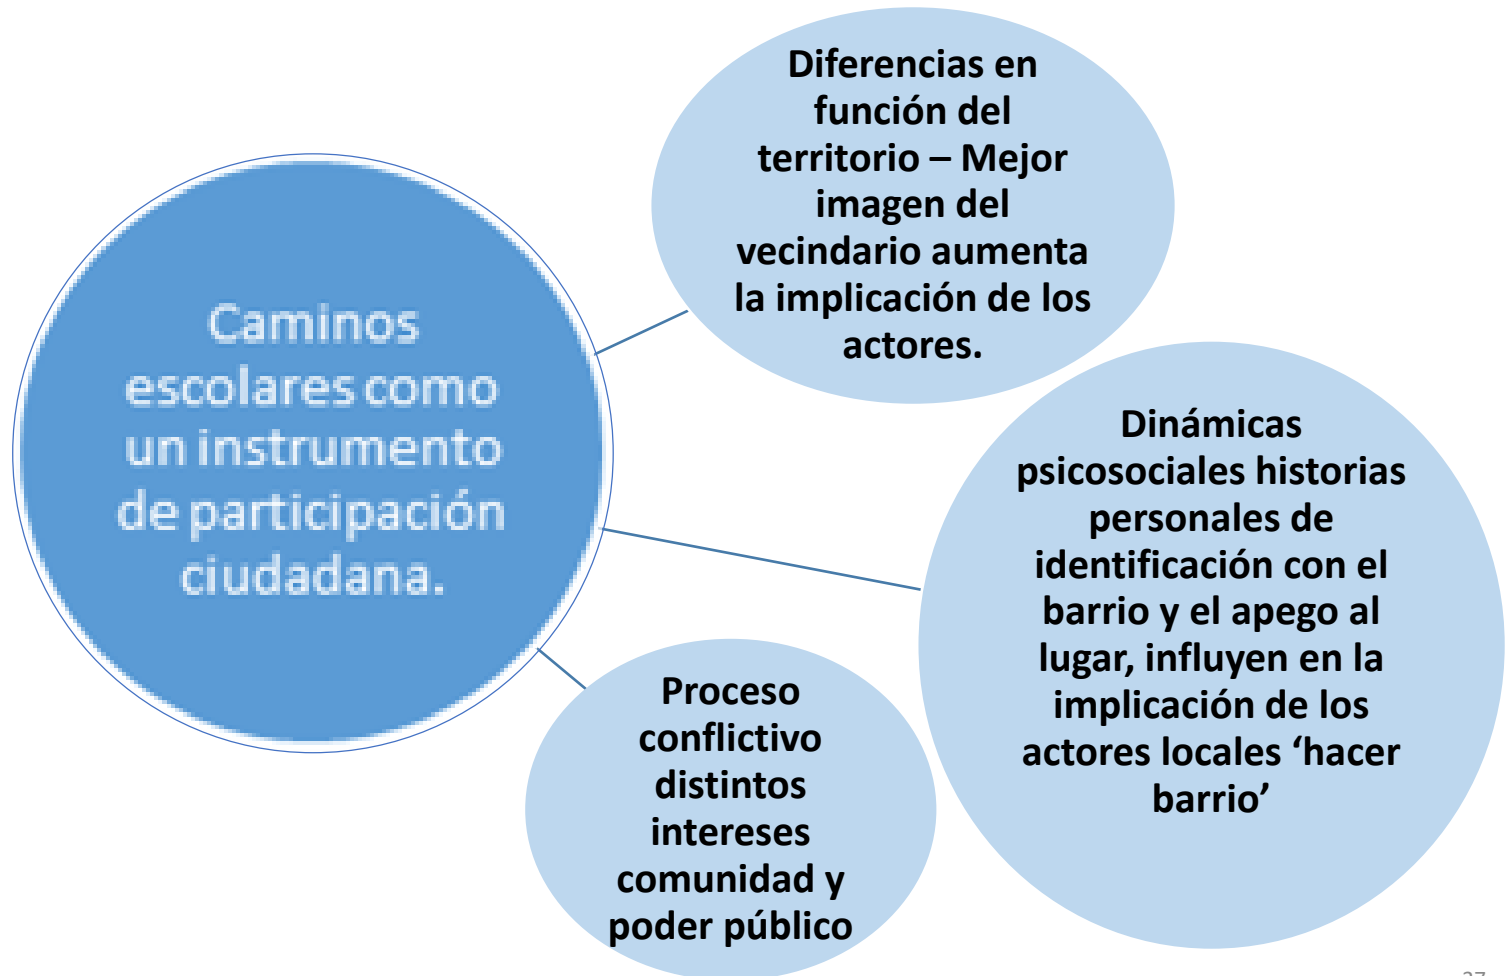 Caminos
escolares como
un instrumento
de participación
ciudadana.
Diferencias en
función del
territorio – Mejor
imagen del
vecindario aumenta
la implicación de los
actores.
Dinámicas
psicosociales historias
personales de
identificación con el
barrio y el apego al
lugar, influyen en la
implicación de los
actores locales ‘hacer
barrio’
Proceso
conflictivo
distintos
intereses
comunidad y
poder público